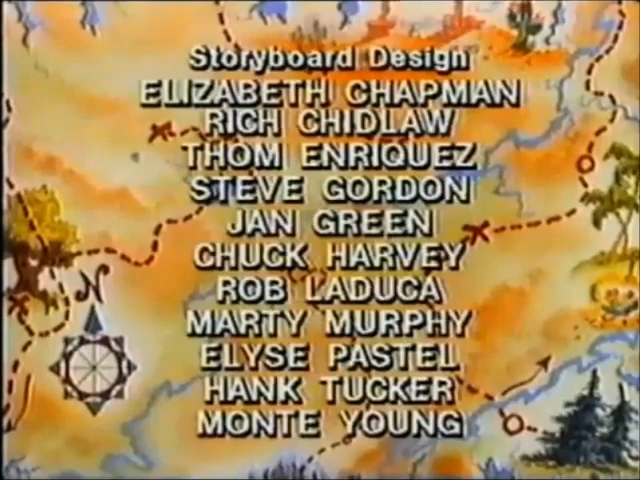 Storyboard Design
ELIZABETH CHAPMAN
RICH CHIDLAW
THOM ENRIQUEZ
STEVE GORDON
JAN GREEN
CHUCK HARVEY
ROB LADUCA
MARTY MURPHY
ELYSE PASTEL
HANK TUCKER
MONTE YOUNG
N